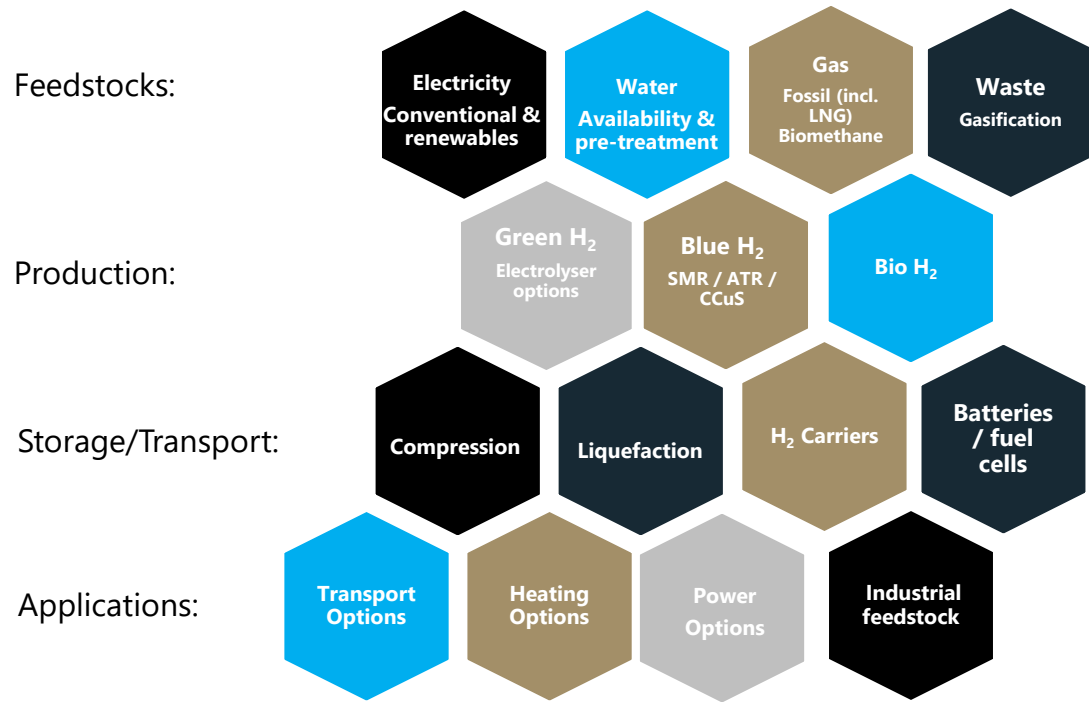 Feedstocks:
Electricity
Conventional &
renewables
Water
Availability &
pre-treatment
Gas
Fossil (incl.
LNG)
Biomethane
Waste
Gasification
Production:
Green H₂
Electrolyser
options
Blue H₂
SMR / ATR /
CCuS
Bio H₂
Storage/Transport:
Compression
Liquefaction
H₂ Carriers
Batteries
/ fuel
cells
Applications:
Transport
Options
Heating
Options
Power
Options
Industrial
feedstock